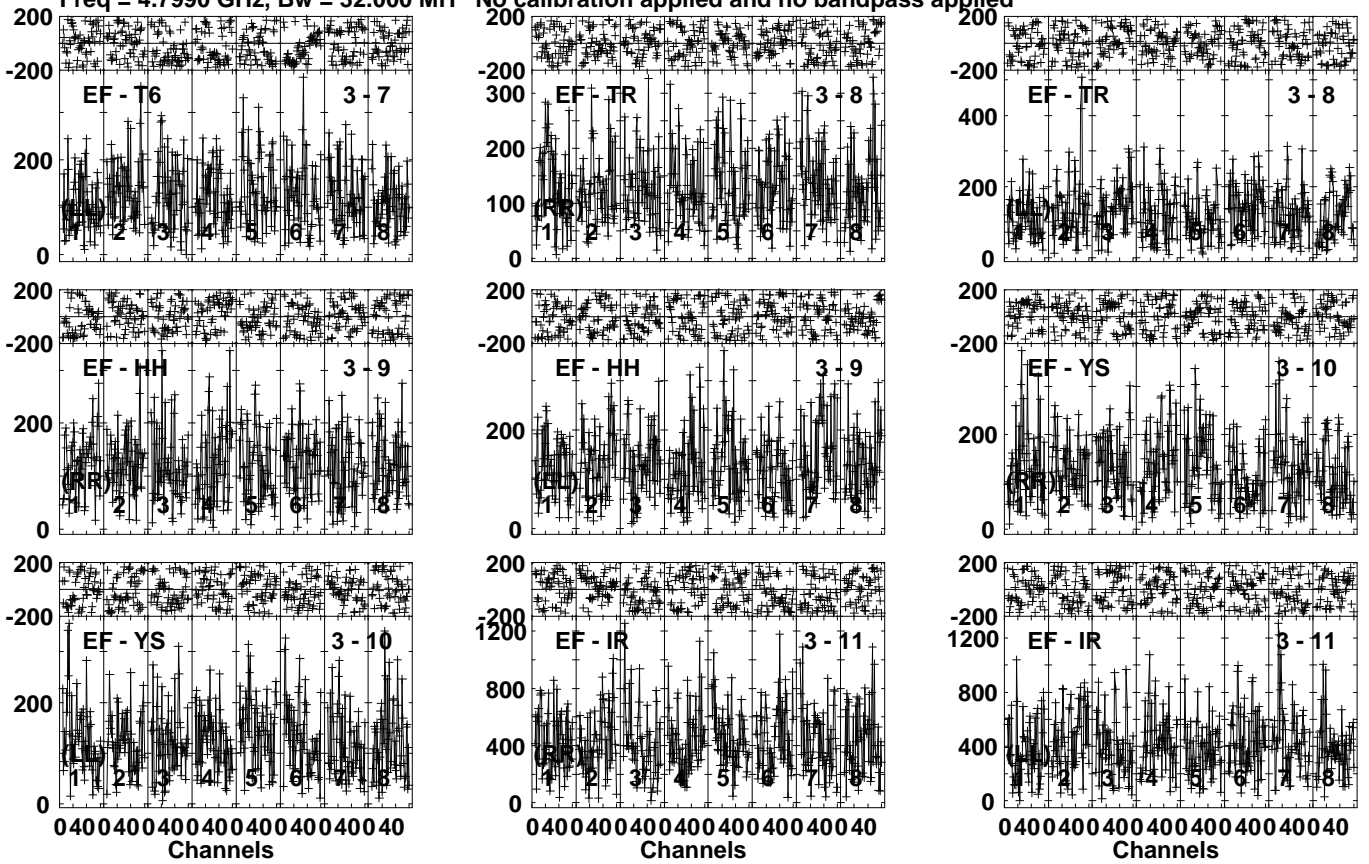 Freq = 4.7990 GHz, Bw = 32.000 MH No calibration applied and no bandpass applied
200
-200
EF - T6 3 - 7
200
0
(LL)
1 2 3 4 5 6 7 8
200
-200
EF - TR 3 - 8
300
200
100
0
(RR)
1 2 3 4 5 6 7 8
200
-200
EF - TR 3 - 8
400
200
0
(LL)
1 2 3 4 5 6 7 8
200
-200
EF - HH 3 - 9
200
0
(RR)
1 2 3 4 5 6 7 8
200
-200
EF - HH 3 - 9
200
0
(LL)
1 2 3 4 5 6 7 8
200
-200
EF - YS 3 - 10
200
0
(RR)
1 2 3 4 5 6 7 8
200
-200
EF - YS 3 - 10
200
0
(LL)
1 2 3 4 5 6 7 8
0 40 0 40 0 40 0 40 0 40 0 40 0 40 0 40
Channels
200
-200
EF - IR 3 - 11
1200
800
400
0
(RR)
1 2 3 4 5 6 7 8
0 40 0 40 0 40 0 40 0 40 0 40 0 40 0 40
Channels
200
-200
EF - IR 3 - 11
1200
800
400
0
(LL)
1 2 3 4 5 6 7 8
0 40 0 40 0 40 0 40 0 40 0 40 0 40 0 40
Channels